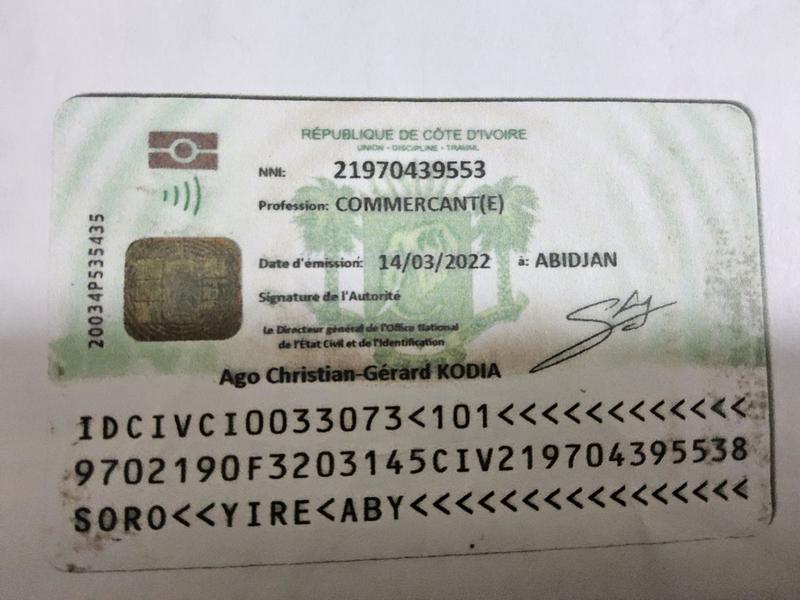 RÉPUBLIQUE DE CÔTE D'IVOIRE
UNION - DISCIPLINE - TRAVAIL
NNI: 21970439553
Profession: COMMERCANT(E)
Date d'émission: 14/03/2022 à: ABIDJAN
Signature de l'Autorité
Le Directeur général de l'Office National
de l'État Civil et de l'Identification
Ago Christian-Gérard KODIA
20034P535435
IDCIVCI0033073<101<<<<<<<<<<<<
9702190F3203145CIV219704395538
SORO<<YIRE<ABY<<<<<<<<<<<<<<<<